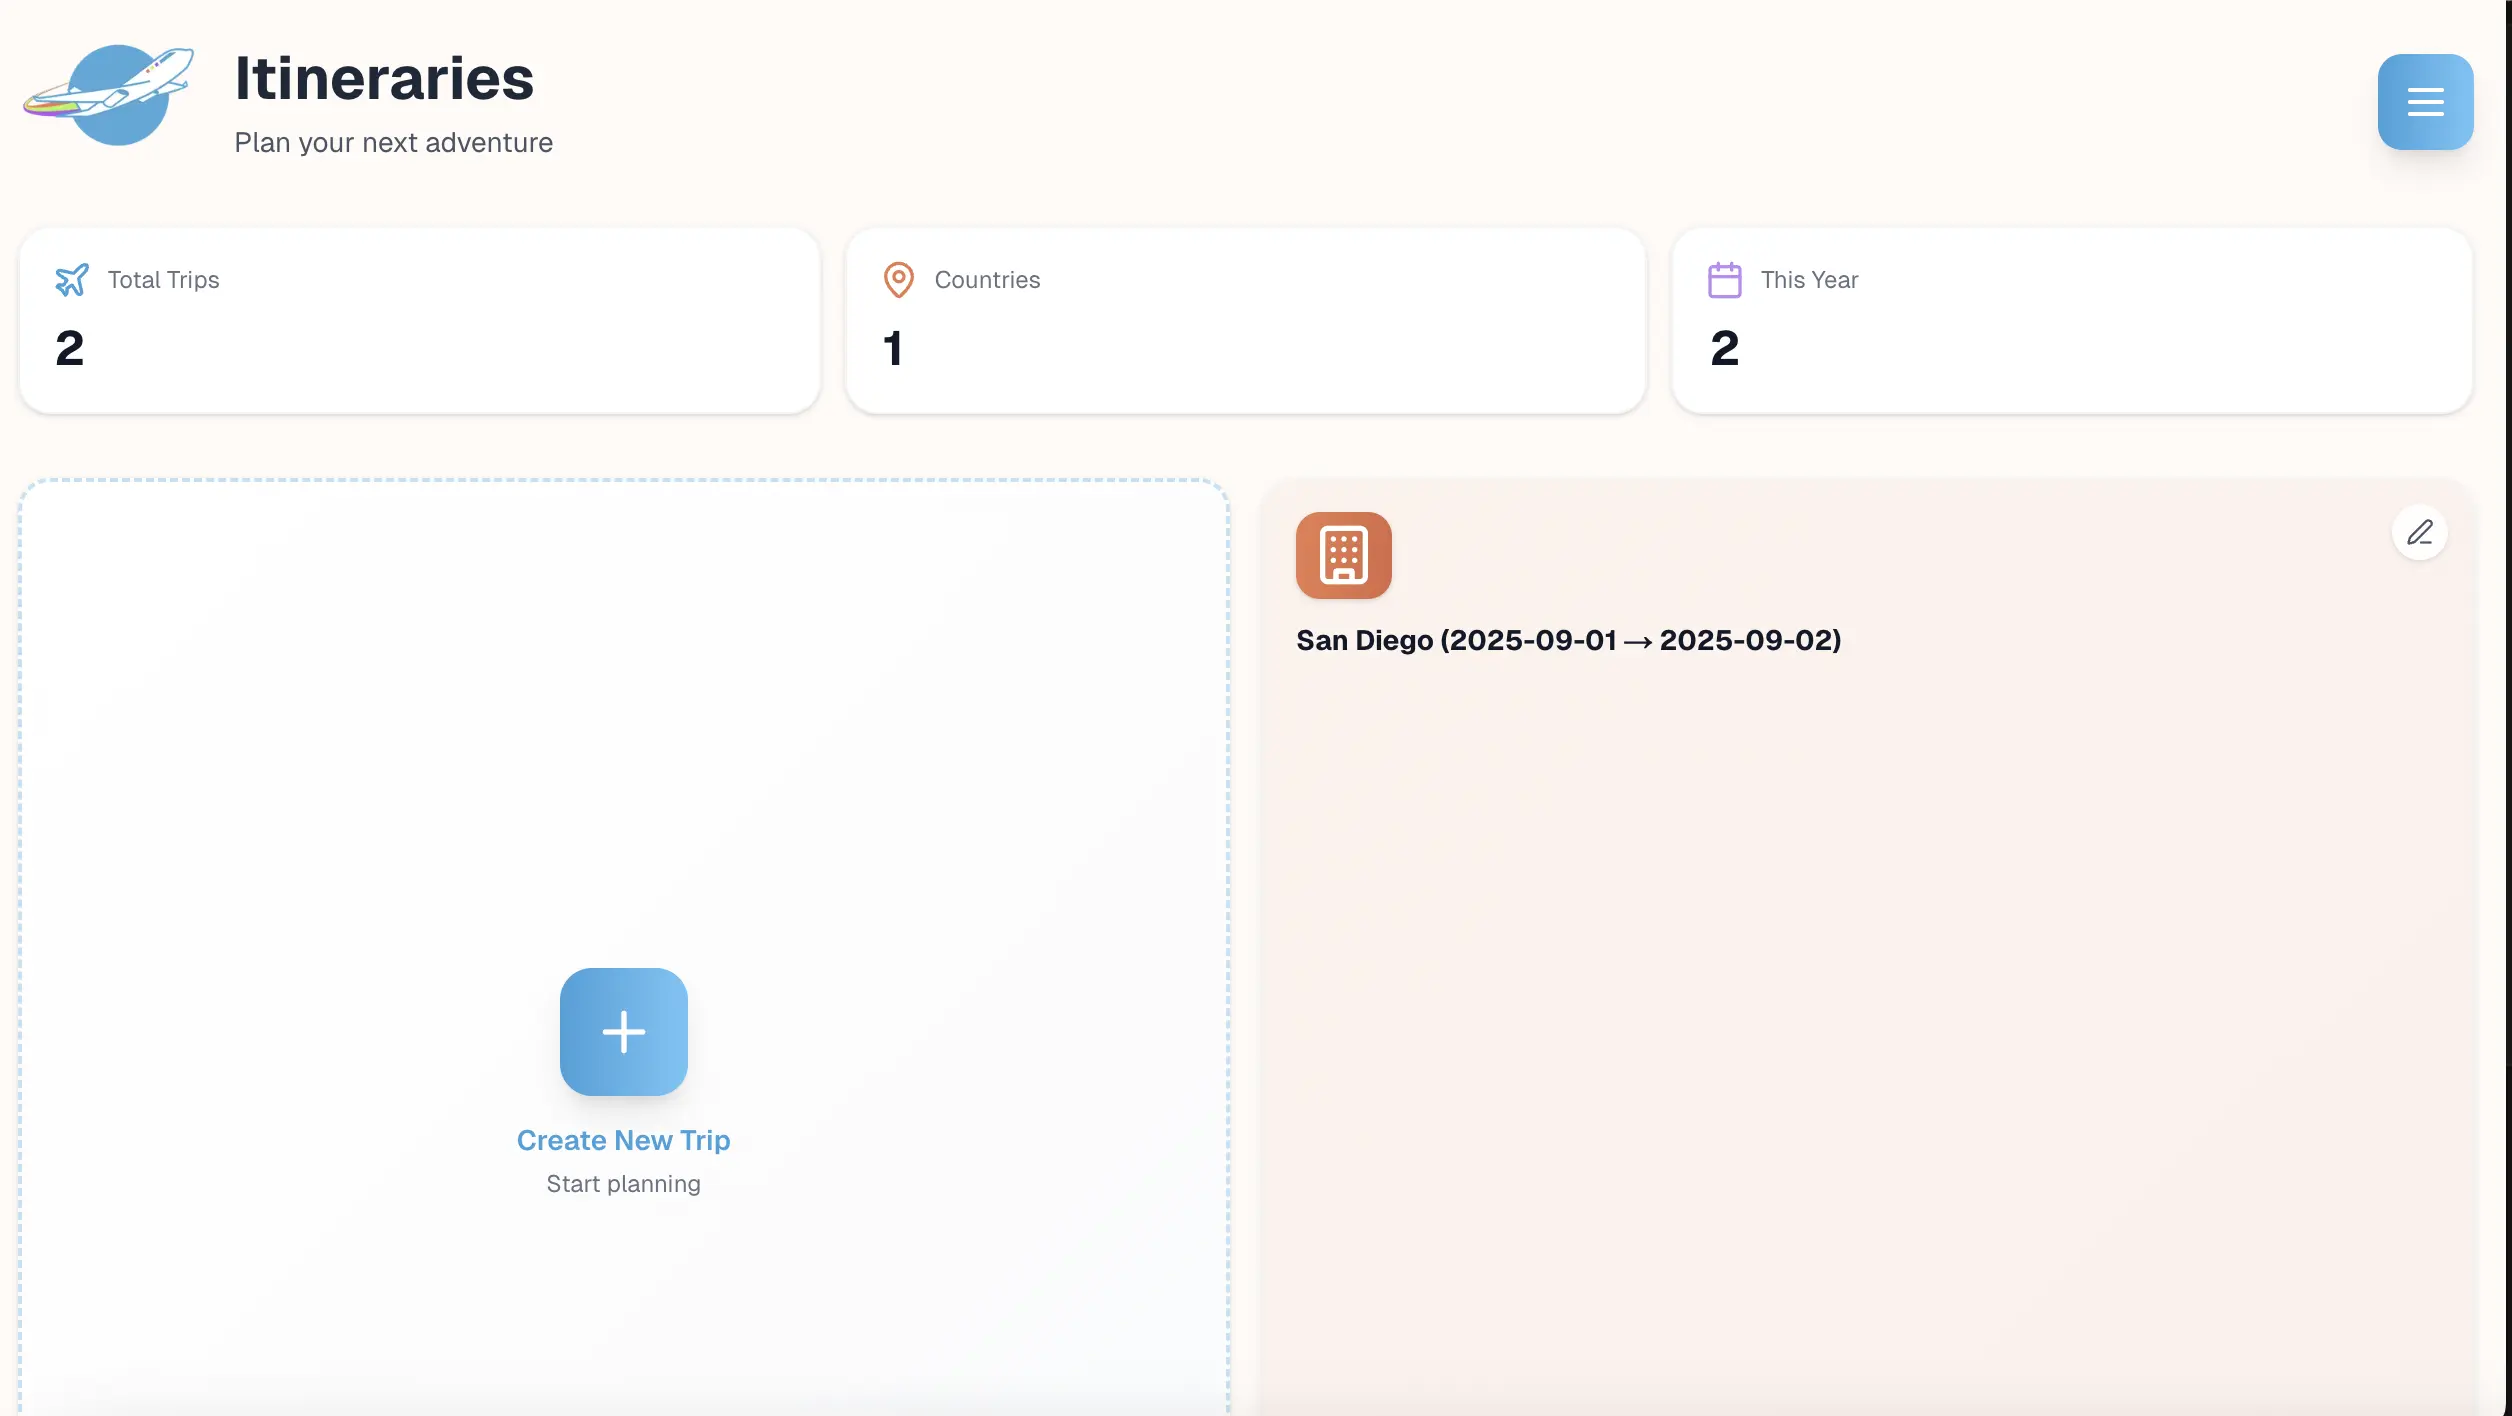 Itineraries
Plan your next adventure
Total Trips
2
Countries
1
This Year
2
Create New Trip
Start planning
San Diego (2025-09-01 → 2025-09-02)